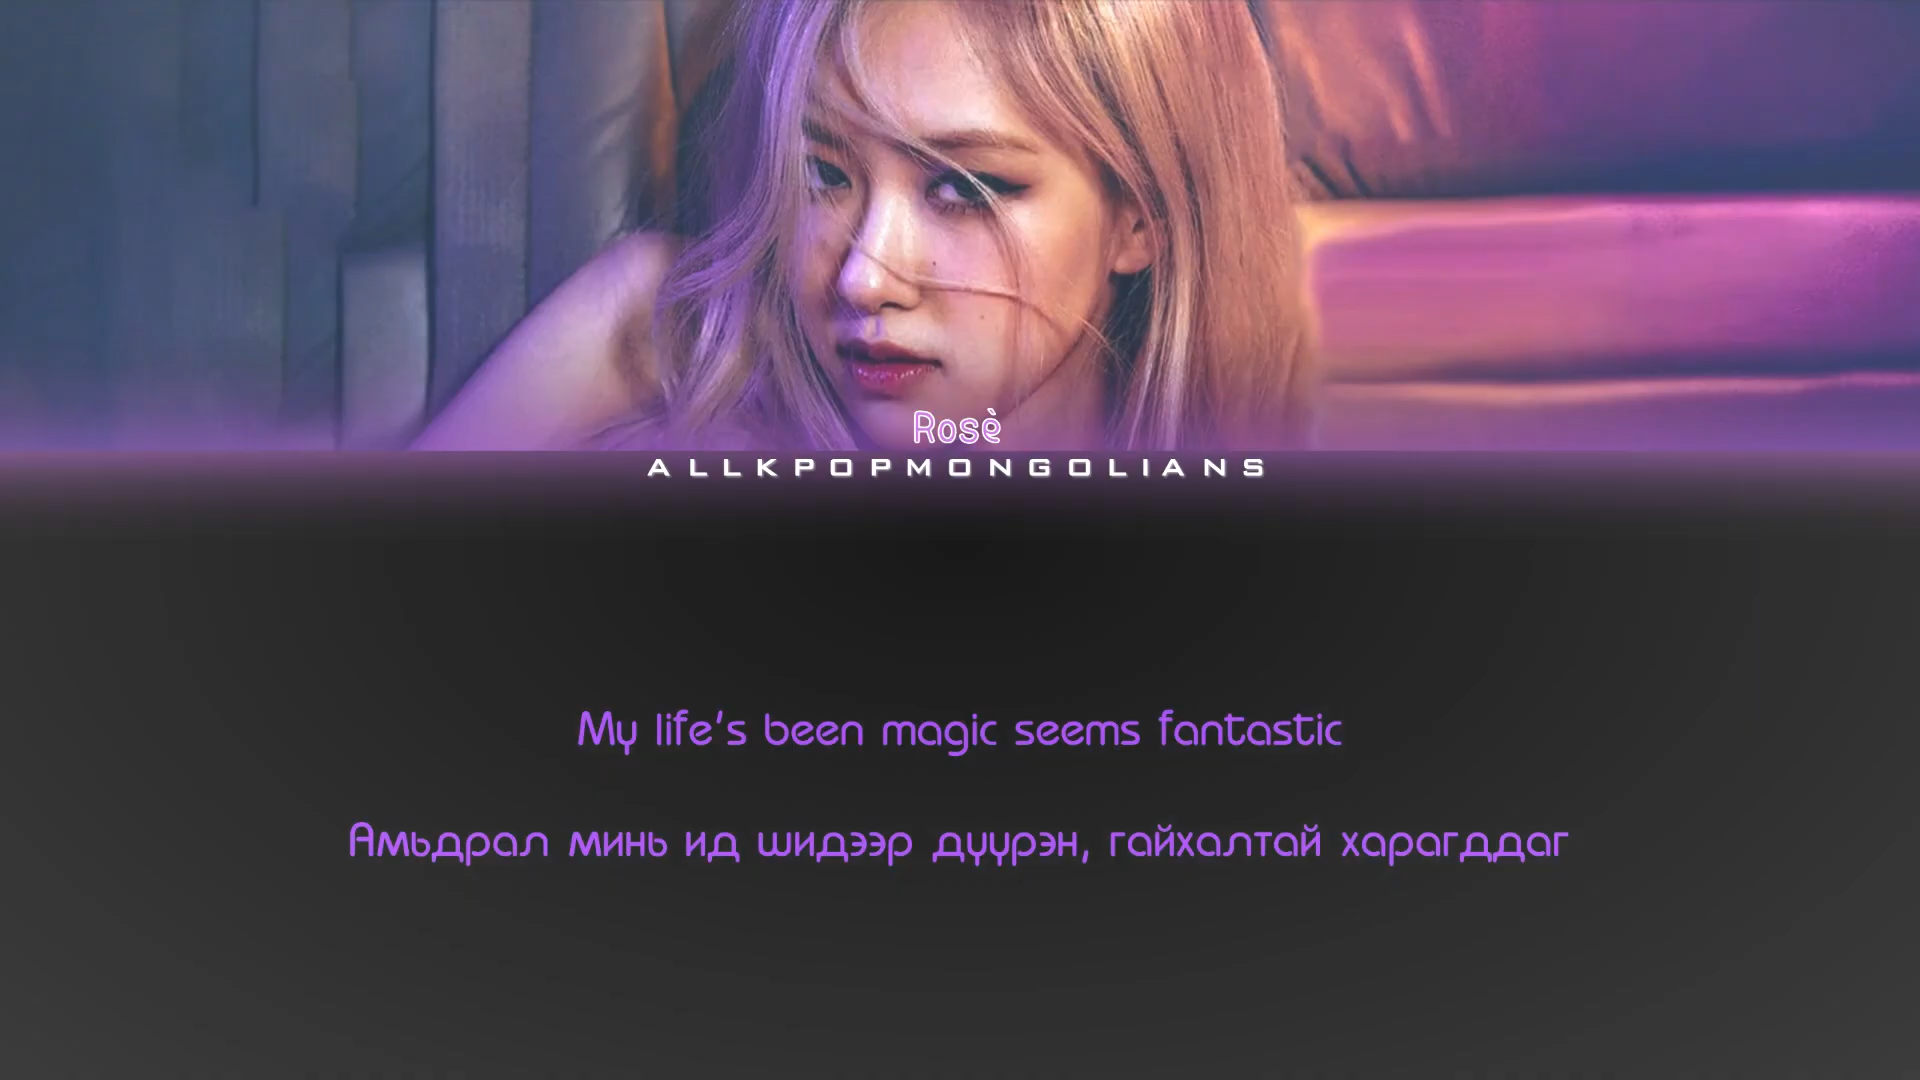 Rosè
ALLKPOPMONGOLIANS
My life's been magic seems fantastic
Амьдрал минь ид шидээр дүүрэн, гайхалтай харагддаг